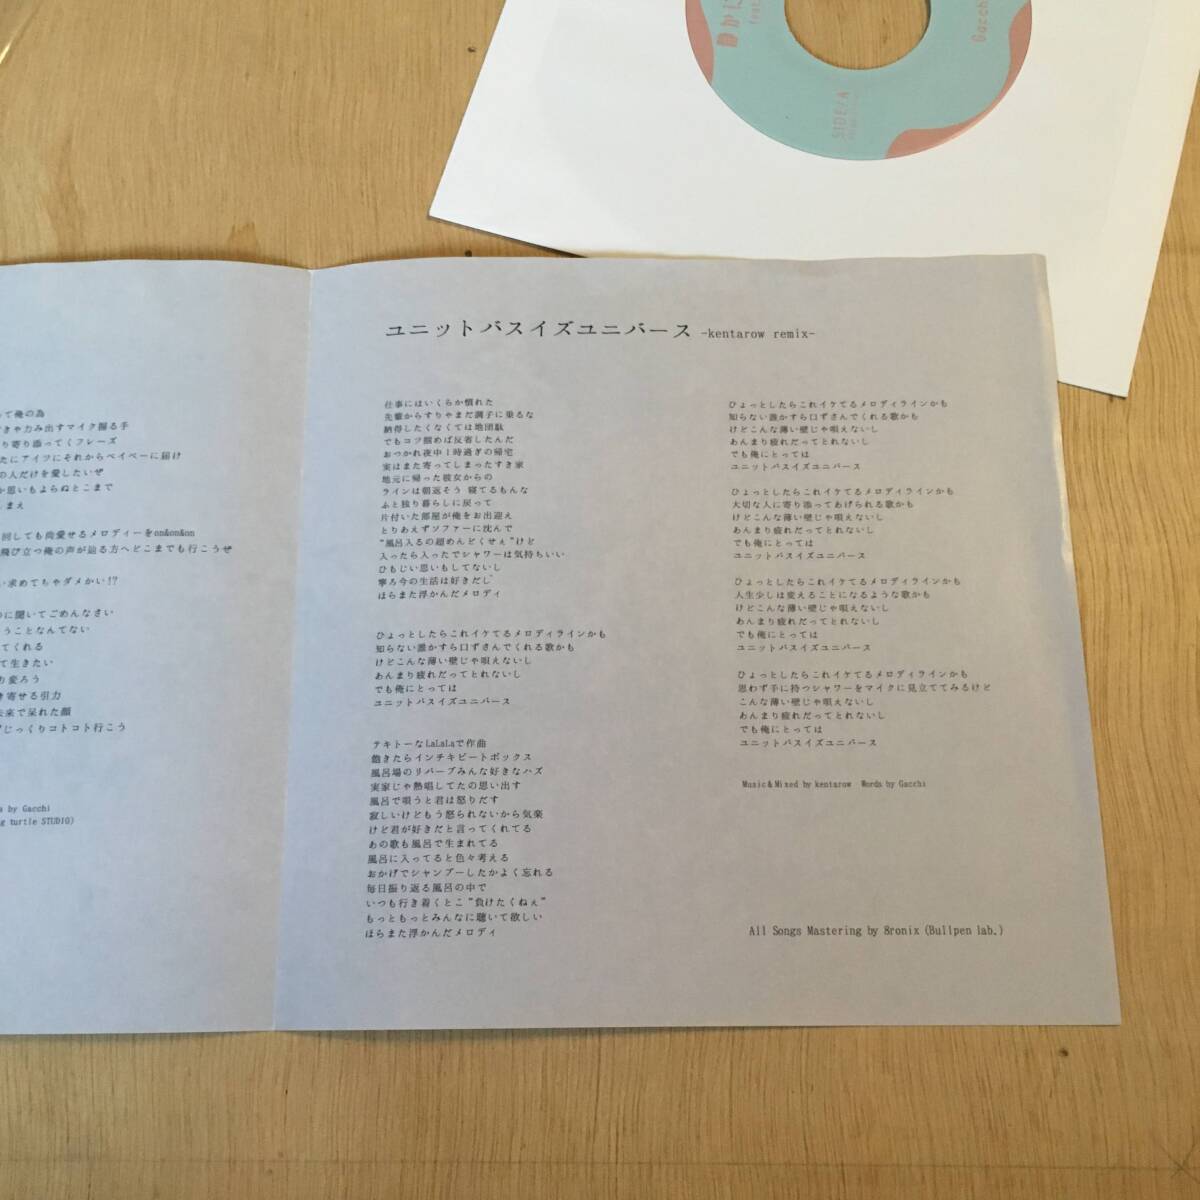 Dがに
feat.
Gacchi
SIDE/A
って俺の為
きや力み出すマイク握る手
り寄り添ってくフレーズ
たにアイツにそれからベイベーに届け
の人だけを愛したいぜ
か思いもよらぬとこまで
しまえ
回しても尚愛せるメロディーをon&on&on
飛び立つ俺の声が辿る方へどこまでも行こうぜ
い求めてちゃダメかい!?
のに聞いてごめんなさい
うことなんてない
てくれる
て生きたい
お変ろう
き寄せる引力
未来で呆れた顔
じっくりコトコト行こう
s by Gacchi
g turtle STUDIO)
ユニットバスイズユニバース -kentarow remix-
仕事にはいくらか慣れた
先輩からすりゃまだ調子に乗るな
納得したくなくては地団駄
でもコツ掴めば反省したんだ
おつかれ夜中1時過ぎの帰宅
実はまた寄ってしまったすき家
地元に帰った彼女からの
ラインは朝返そう 寝てるもんな
ふと独り暮らしに戻って
片付いた部屋が俺をお出迎え
とりあえずソファーに沈んで
"風呂入るの超めんどくせぇ"けど
入ったら入ったでシャワーは気持ちいい
ひもじい思いもしてないし
寧ろ今の生活は好きだし
ほらまた浮かんだメロディ
ひょっとしたらこれイケてるメロディラインかも
知らない誰かすら口ずさんでくれる歌かも
けどこんな薄い壁じゃ唄えないし
あんまり疲れだってとれないし
でも俺にとっては
ユニットバスイズユニバース
テキトーなLaLaLaで作曲
飽きたらインチキビートボックス
風呂場のリバーブみんな好きなハズ
実家じゃ熱唱してたの思い出す
風呂で唄うと君は怒りだす
寂しいけどもう怒られないから気楽
けど君が好きだと言ってくれてる
あの歌も風呂で生まれてる
風呂に入ってると色々考える
おかげでシャンプーしたかよく忘れる
毎日振り返る風呂の中で
いつも行き着くとこ"負けたくねぇ"
もっともっとみんなに聴いて欲しい
ほらまた浮かんだメロディ
ひょっとしたらこれイケてるメロディラインかも
知らない誰かすら口ずさんでくれる歌かも
けどこんな薄い壁じゃ唄えないし
あんまり疲れだってとれないし
でも俺にとっては
ユニットバスイズユニバース
ひょっとしたらこれイケてるメロディラインかも
大切な人に寄り添ってあげられる歌かも
けどこんな薄い壁じゃ唄えないし
あんまり疲れだってとれないし
でも俺にとっては
ユニットバスイズユニバース
ひょっとしたらこれイケてるメロディラインかも
人生少しは変えることになるような歌かも
けどこんな薄い壁じゃ唄えないし
あんまり疲れだってとれないし
でも俺にとっては
ユニットバスイズユニバース
ひょっとしたらこれイケてるメロディラインかも
思わず手に持つシャワーをマイクに見立ててみるけど
こんな薄い壁じゃ唄えないし
あんまり疲れだってとれないし
でも俺にとっては
ユニットバスイズユニバース
Music＆Mixed by kentarow Words by Gacchi
All Songs Mastering by 8ronix (Bullpen lab.)